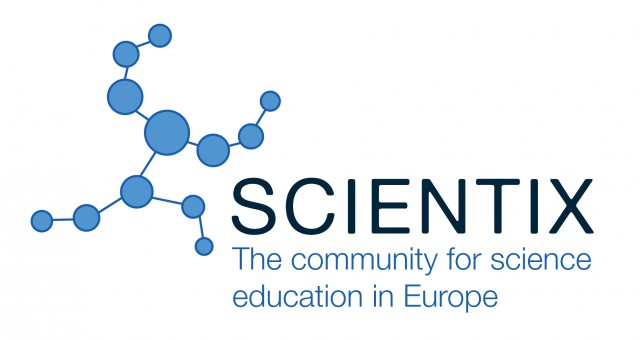 SCIENTIX
The community for science
education in Europe